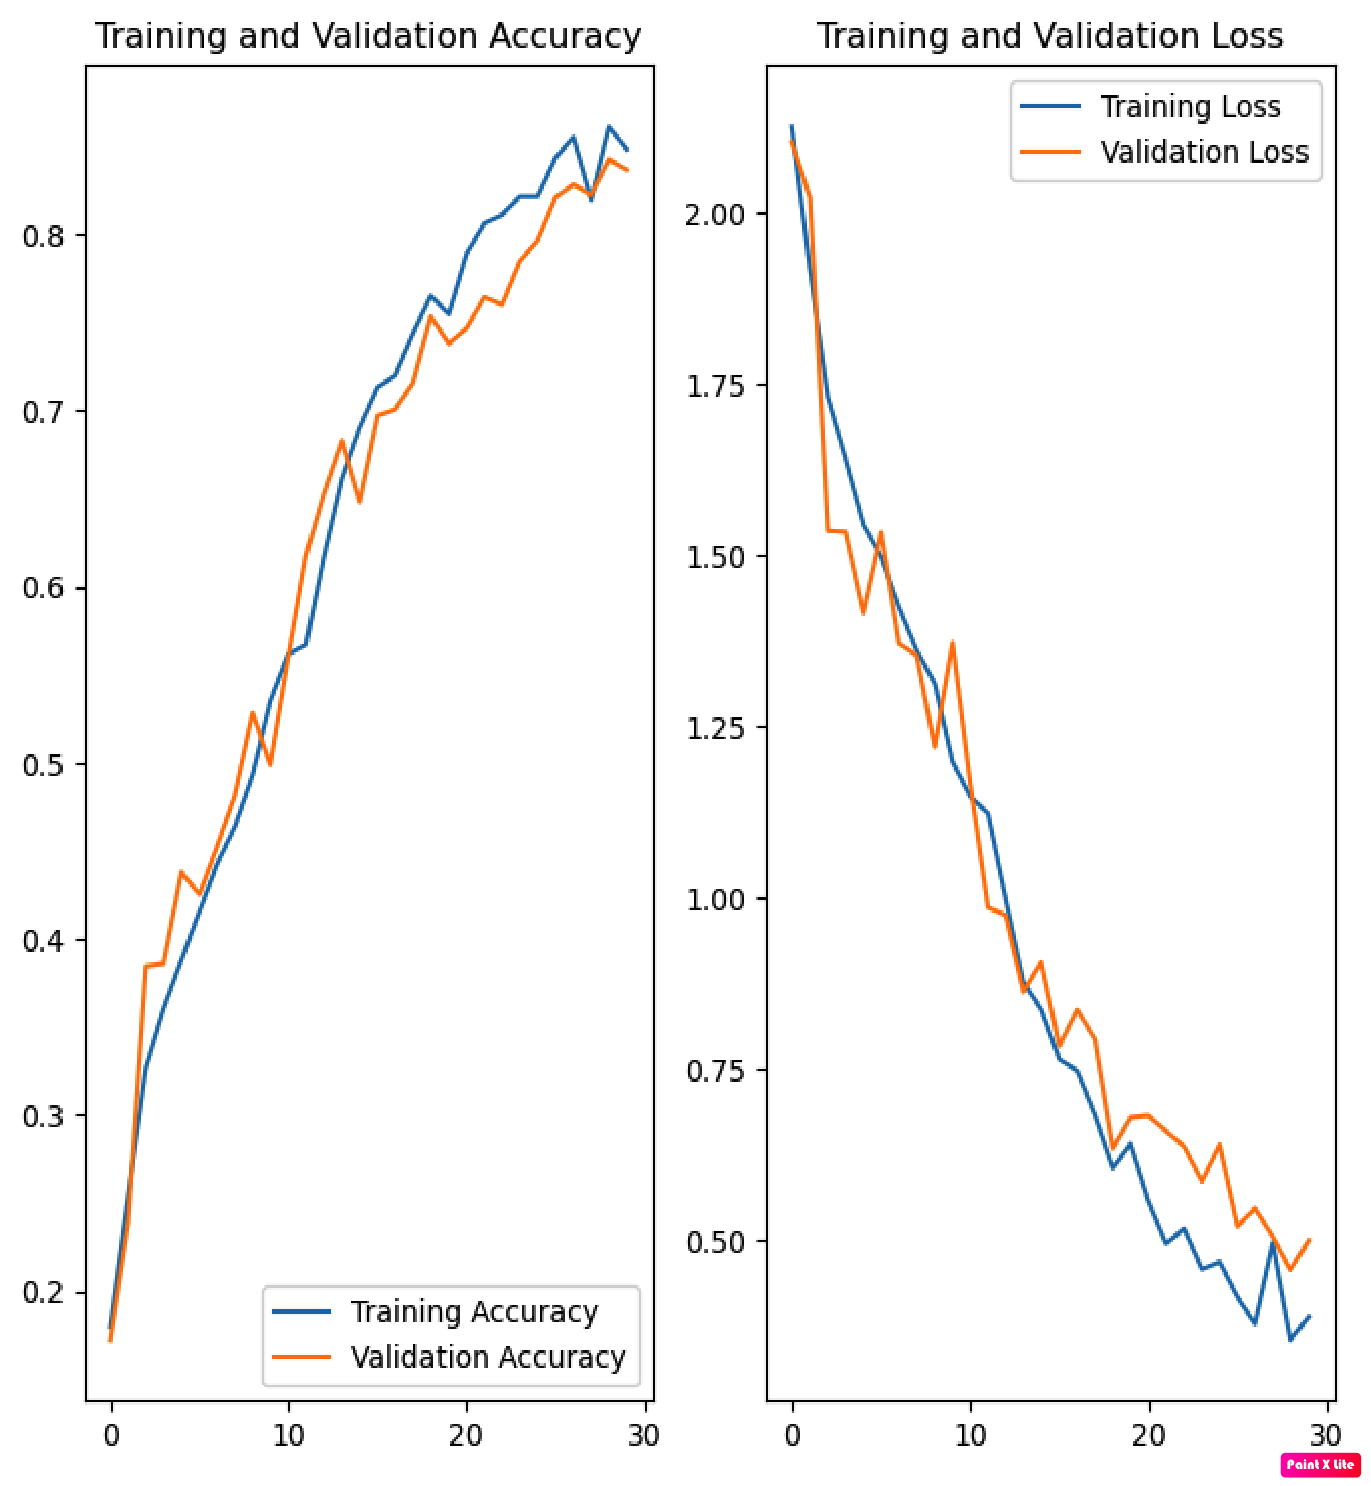 Training and Validation Accuracy
0.8
0.7
0.6
0.5
0.4
0.3
0.2
Training Accuracy
Validation Accuracy
0 10 20 30
Training and Validation Loss
Training Loss
Validation Loss
2.00
1.75
1.50
1.25
1.00
0.75
0.50
0 10 20 30
Paint X Lite